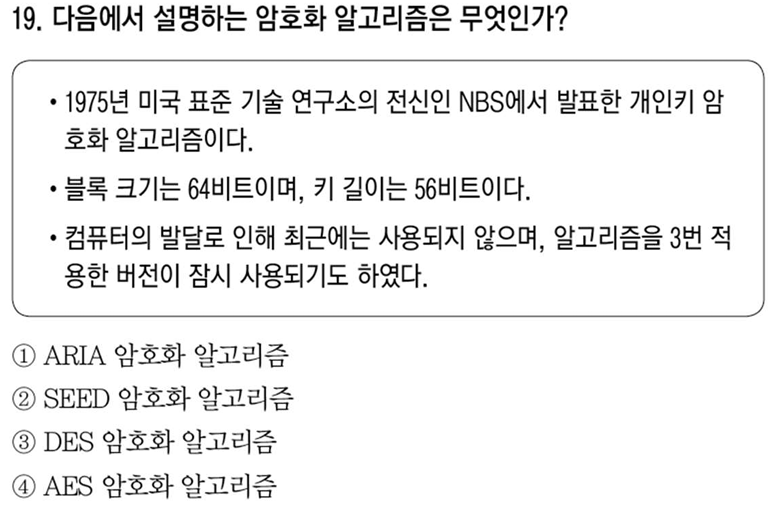 19. 다음에서 설명하는 암호화 알고리즘은 무엇인가?
• 1975년 미국 표준 기술 연구소의 전신인 NBS에서 발표한 개인키 암
호화 알고리즘이다.
• 블록 크기는 64비트이며, 키 길이는 56비트이다.
• 컴퓨터의 발달로 인해 최근에는 사용되지 않으며, 알고리즘을 3번 적
용한 버전이 잠시 사용되기도 하였다.
① ARIA 암호화 알고리즘
② SEED 암호화 알고리즘
③ DES 암호화 알고리즘
④ AES 암호화 알고리즘